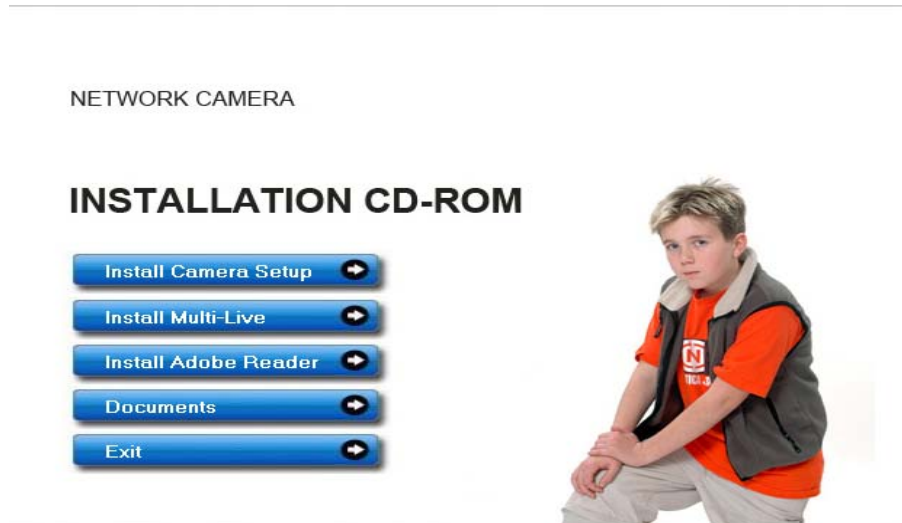 NETWORK CAMERA
INSTALLATION CD-ROM
Install Camera Setup
Install Multi-Live
Install Adobe Reader
Documents
Exit
N